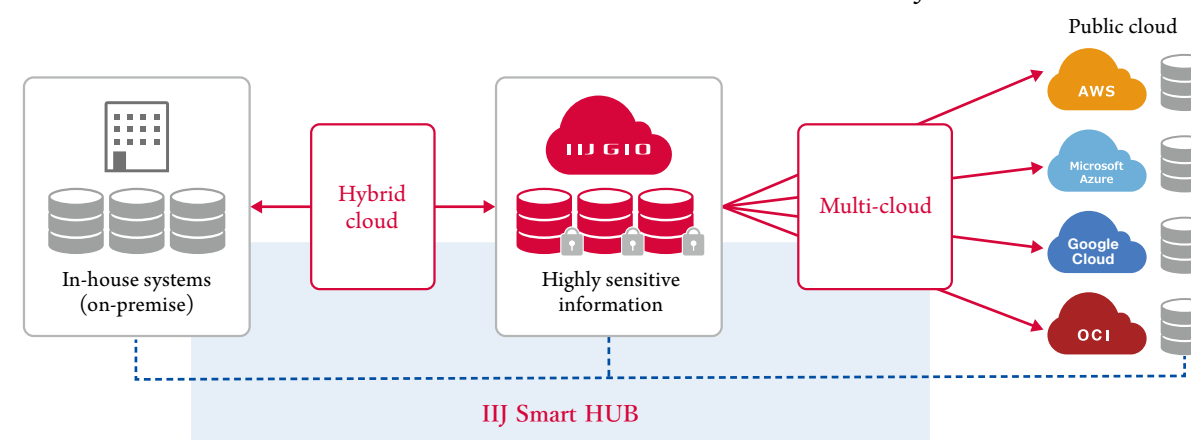 Public cloud
AWS
IIJ GIO
Microsoft
Azure
Hybrid
cloud
Multi-cloud
Google
Cloud
In-house systems
(on-premise)
Highly sensitive
information
OCI
IIJ Smart HUB